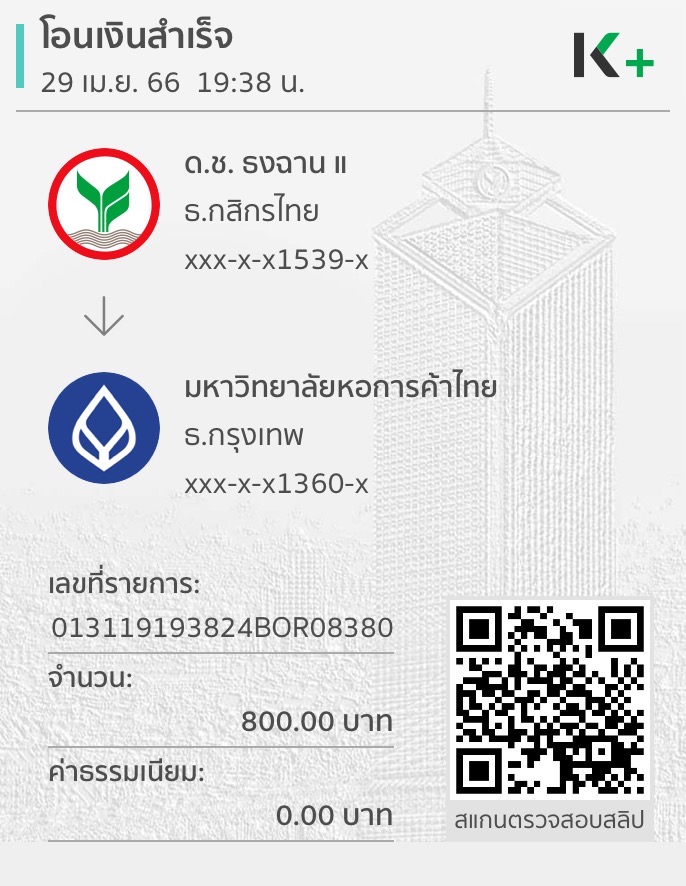 โอนเงินสำเร็จ
29 เม.ย. 66 19:38 น.
K+
ด.ช. ธงฉาน แ
ธ.กสิกรไทย
xxx-x-x1539-x
มหาวิทยาลัยหอการค้าไทย
ธ.กรุงเทพ
xxx-x-x1360-x
เลขที่รายการ:
013119193824BOR08380
จำนวน:
800.00 บาท
ค่าธรรมเนียม:
0.00 บาท
สแกนตรวจสอบสลิป